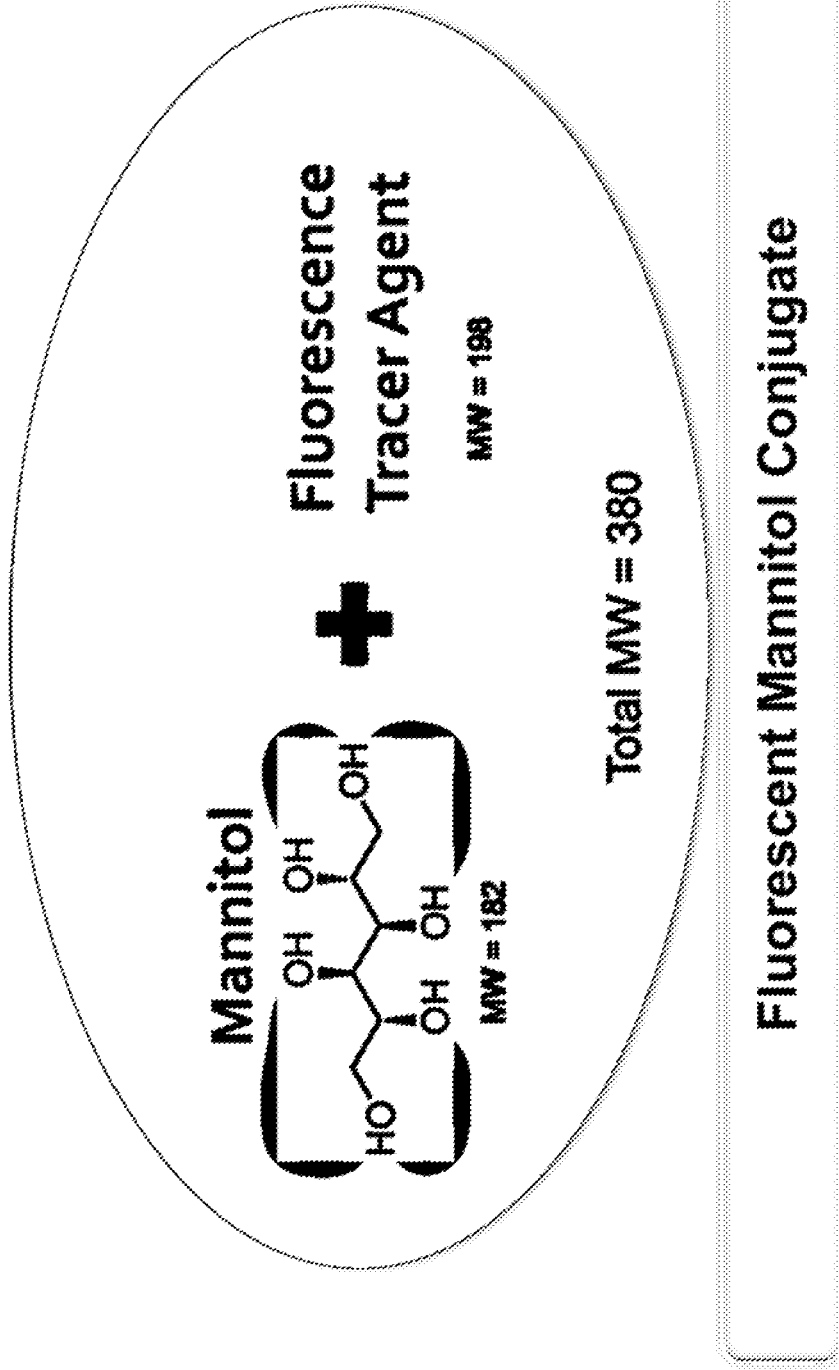 Mannitol
OH OH
HO OH
OH OH
MW = 182
Fluorescence
Tracer Agent
MW = 198
Total MW = 380
Fluorescent Mannitol Conjugate